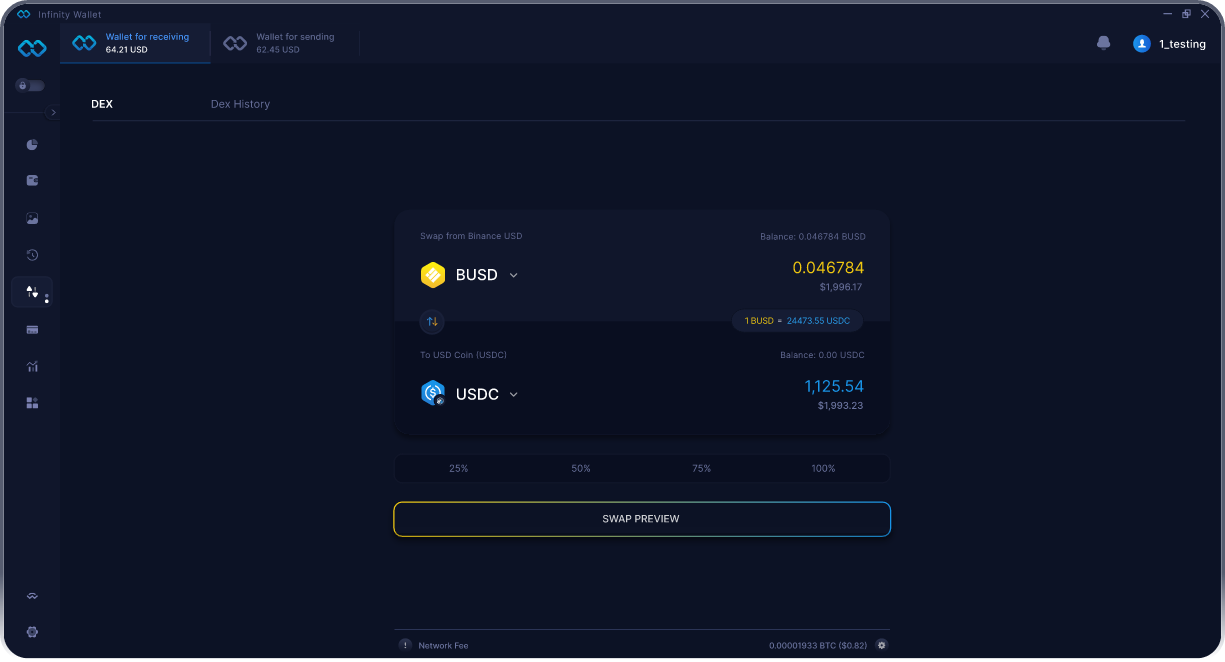 Infinity Wallet
Wallet for receiving
64.21 USD
Wallet for sending
62.45 USD
1_testing
DEX
Dex History
Swap from Binance USD
Balance: 0.046784 BUSD
BUSD
0.046784
$1,996.17
1 BUSD = 24473.55 USDC
To USD Coin (USDC)
Balance: 0.00 USDC
USDC
1,125.54
$1,993.23
25% 50% 75% 100%
SWAP PREVIEW
! Network Fee
0.00001933 BTC ($0.82)